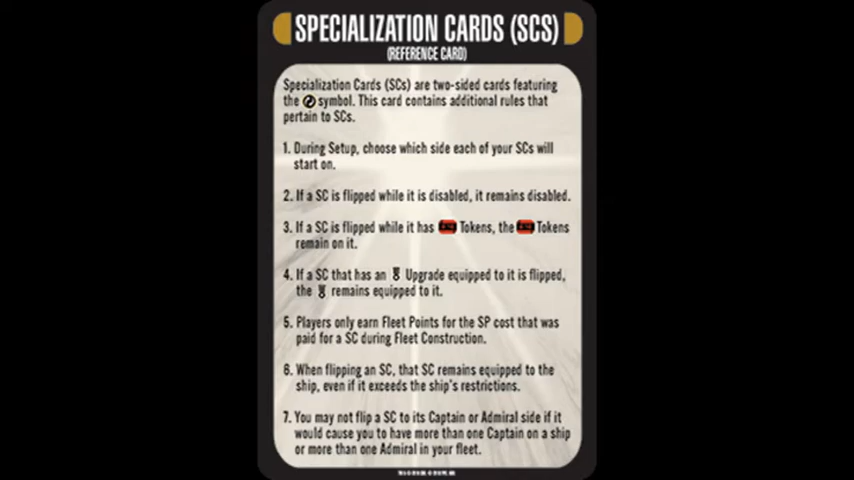 SPECIALIZATION CARDS (SCS)
(REFERENCE CARD)
Specialization Cards (SCs) are two-sided cards featuring
the symbol. This card contains additional rules that
pertain to SCs.
1. During Setup, choose which side each of your SCs will
start on.
2. If a SC is flipped while it is disabled, it remains disabled.
3. If a SC is flipped while it has Tokens, the Tokens
remain on it.
4. If a SC that has an Upgrade equipped to it is flipped,
the remains equipped to it.
5. Players only earn Fleet Points for the SP cost that was
paid for a SC during Fleet Construction.
6. When flipping an SC, that SC remains equipped to the
ship, even if it exceeds the ship's restrictions.
7. You may not flip a SC to its Captain or Admiral side if it
would cause you to have more than one Captain on a ship
or more than one Admiral in your fleet.